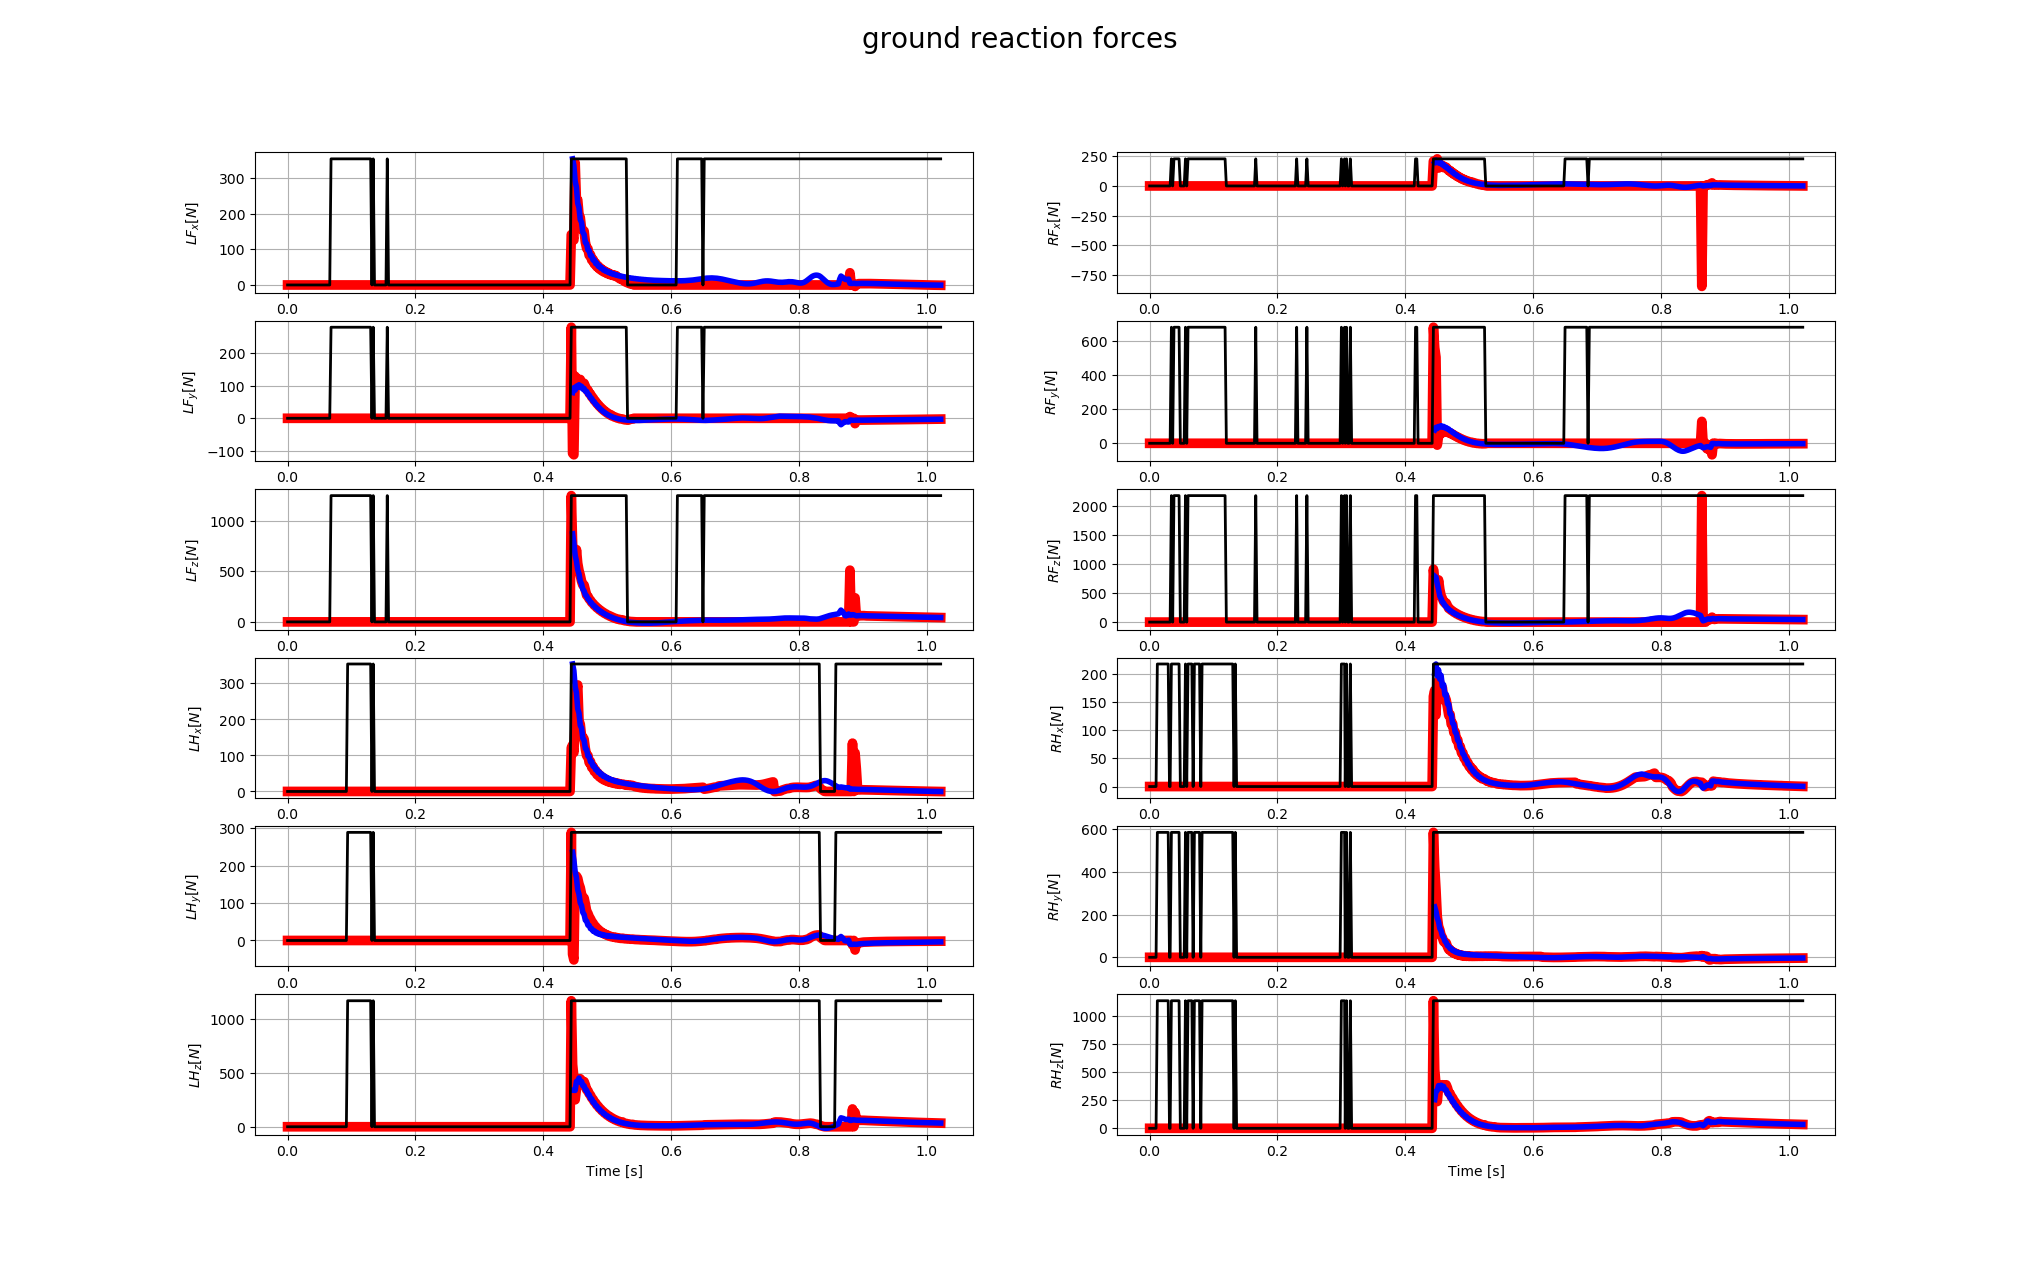 ground reaction forces
LF_x[N]
300
200
100
0
0.0 0.2 0.4 0.6 0.8 1.0
RF_x[N]
250
0
−250
−500
−750
0.0 0.2 0.4 0.6 0.8 1.0
LF_y[N]
200
100
0
−100
0.0 0.2 0.4 0.6 0.8 1.0
RF_y[N]
600
400
200
0
0.0 0.2 0.4 0.6 0.8 1.0
LF_z[N]
1000
500
0
0.0 0.2 0.4 0.6 0.8 1.0
RF_z[N]
2000
1500
1000
500
0
0.0 0.2 0.4 0.6 0.8 1.0
LH_x[N]
300
200
100
0
0.0 0.2 0.4 0.6 0.8 1.0
RH_x[N]
200
150
100
50
0
0.0 0.2 0.4 0.6 0.8 1.0
LH_y[N]
300
200
100
0
0.0 0.2 0.4 0.6 0.8 1.0
RH_y[N]
600
400
200
0
0.0 0.2 0.4 0.6 0.8 1.0
LH_z[N]
1000
500
0
0.0 0.2 0.4 0.6 0.8 1.0
Time [s]
RH_z[N]
1000
750
500
250
0
0.0 0.2 0.4 0.6 0.8 1.0
Time [s]